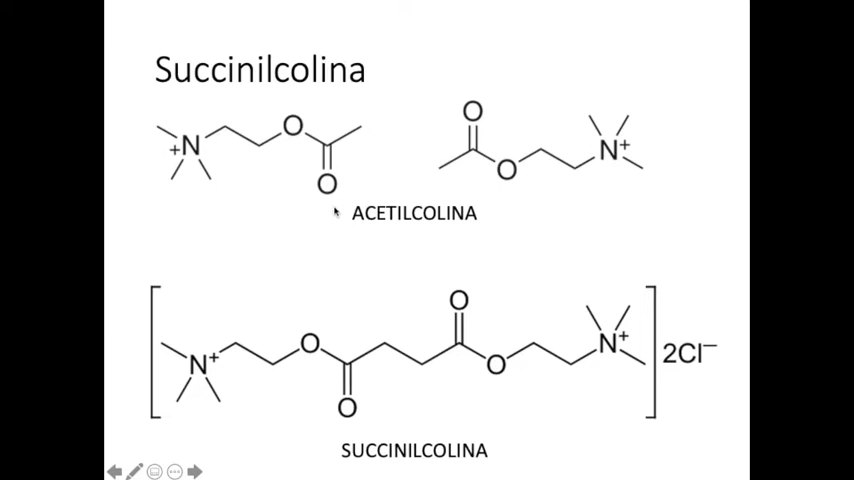 Succinilcolina
+N O O
O O N+
ACETILCOLINA
N+ O O O O N+ 2Cl−
SUCCINILCOLINA